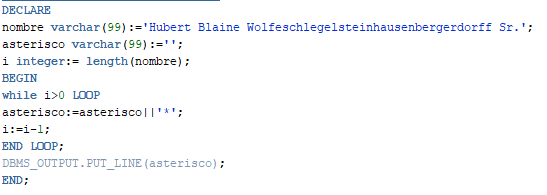 DECLARE
nombre varchar(99):='Hubert Blaine Wolfeschlegelsteinhausenbergerdorff Sr.';
asterisco varchar(99):='';
i integer:= length(nombre);
BEGIN
while i>0 LOOP
asterisco:=asterisco||'*';
i:=i-1;
END LOOP;
DBMS_OUTPUT.PUT_LINE(asterisco);
END;